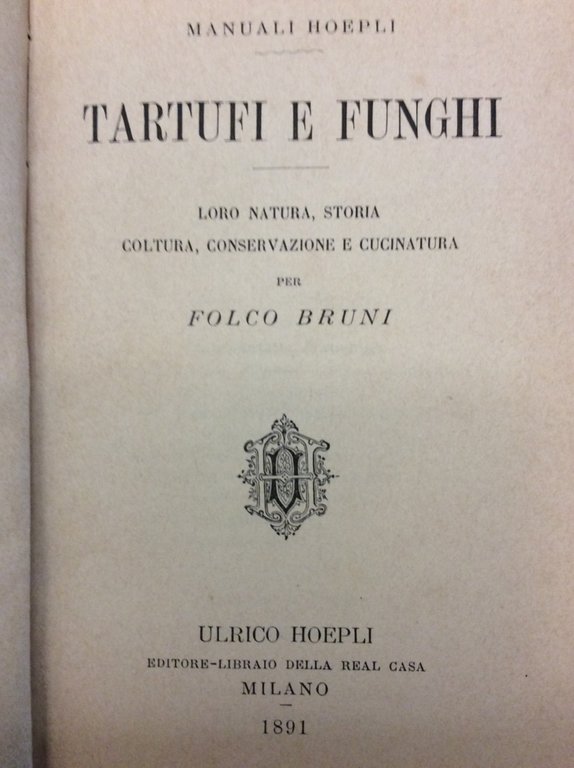 MANUALI HOEPLI
TARTUFI E FUNGHI
LORO NATURA, STORIA
COLTURA, CONSERVAZIONE E CUCINATURA
PER
FOLCO BRUNI
ULRICO HOEPLI
EDITORE-LIBRAIO DELLA REAL CASA
MILANO
1891